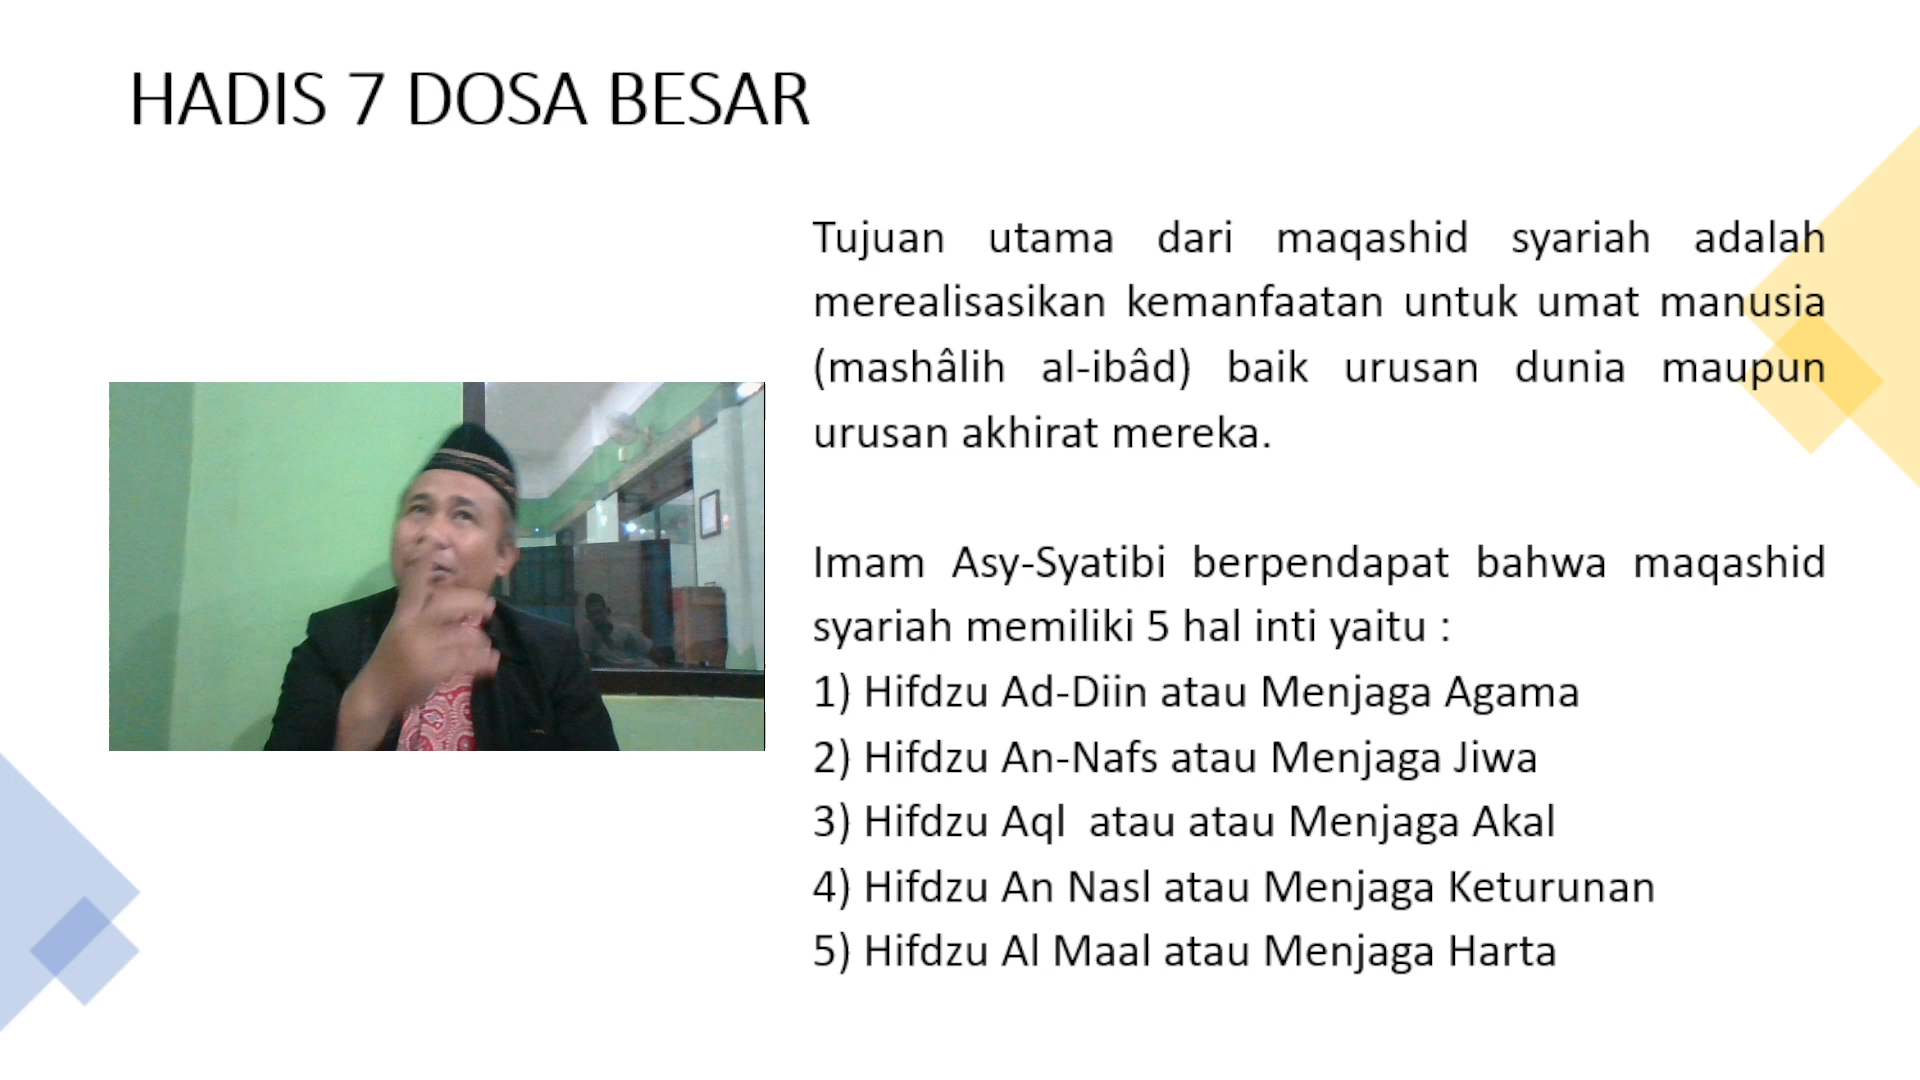 HADIS 7 DOSA BESAR
Tujuan utama dari maqashid syariah adalah
merealisasikan kemanfaatan untuk umat manusia
(mashâlih al-ibâd) baik urusan dunia maupun
urusan akhirat mereka.
Imam Asy-Syatibi berpendapat bahwa maqashid
syariah memiliki 5 hal inti yaitu :
1) Hifdzu Ad-Diin atau Menjaga Agama
2) Hifdzu An-Nafs atau Menjaga Jiwa
3) Hifdzu Aql  atau atau Menjaga Akal
4) Hifdzu An Nasl atau Menjaga Keturunan
5) Hifdzu Al Maal atau Menjaga Harta